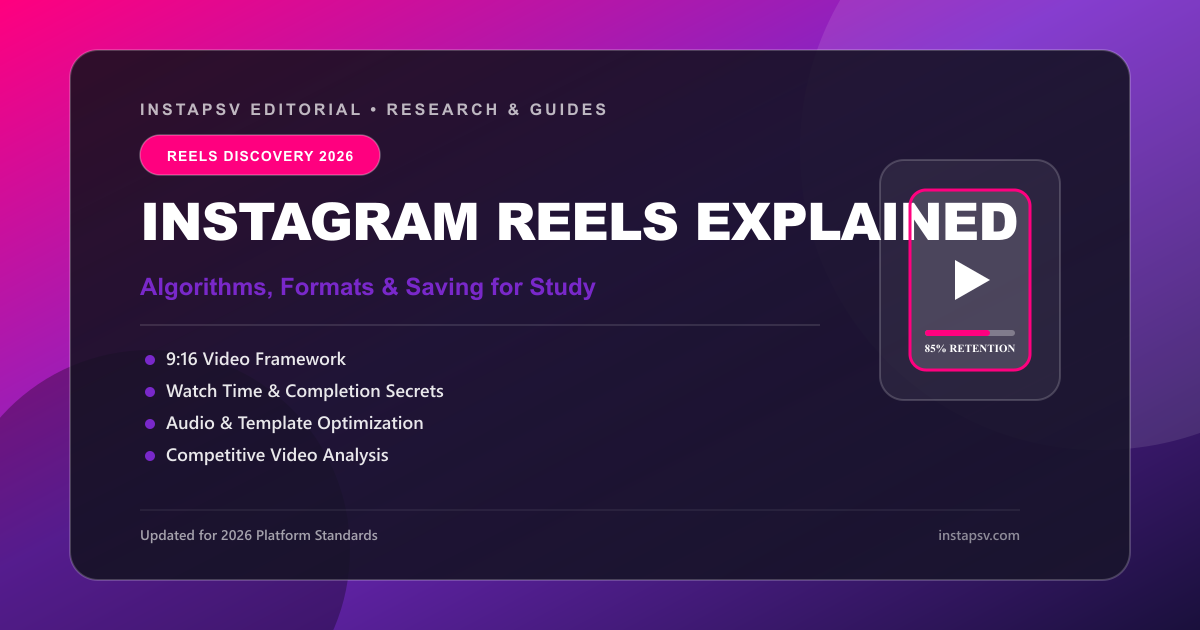 INSTAPSV EDITORIAL • RESEARCH & GUIDES
REELS DISCOVERY 2026
INSTAGRAM REELS EXPLAINED
Algorithms, Formats & Saving for Study
9:16 Video Framework
Watch Time & Completion Secrets
Audio & Template Optimization
Competitive Video Analysis
85% RETENTION
Updated for 2026 Platform Standards
instapsv.com